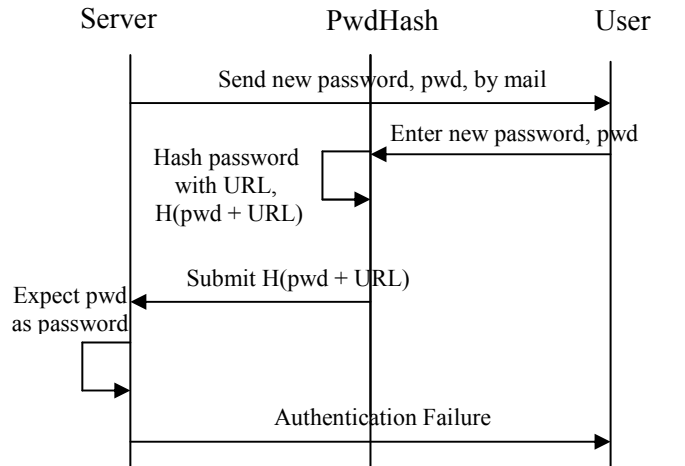 Server
PwdHash
User
Send new password, pwd, by mail
Enter new password, pwd
Hash password
with URL,
H(pwd + URL)
Submit H(pwd + URL)
Expect pwd
as password
Authentication Failure